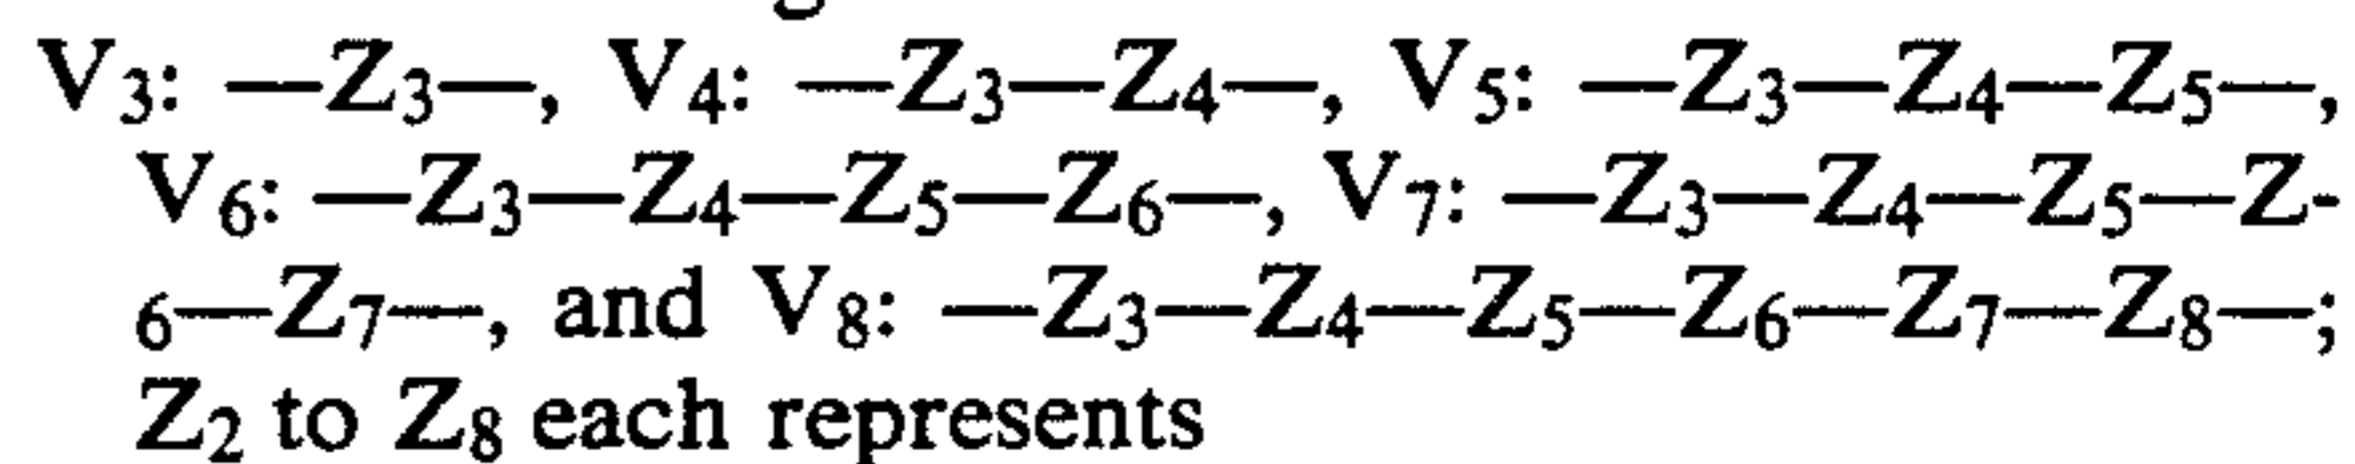 V₃: —Z₃—, V₄: —Z₃—Z₄—, V₅: —Z₃—Z₄—Z₅—,
V₆: —Z₃—Z₄—Z₅—Z₆—, V₇: —Z₃—Z₄—Z₅—Z-
₆—Z₇—, and V₈: —Z₃—Z₄—Z₅—Z₆—Z₇—Z₈—;
Z₂ to Z₈ each represents